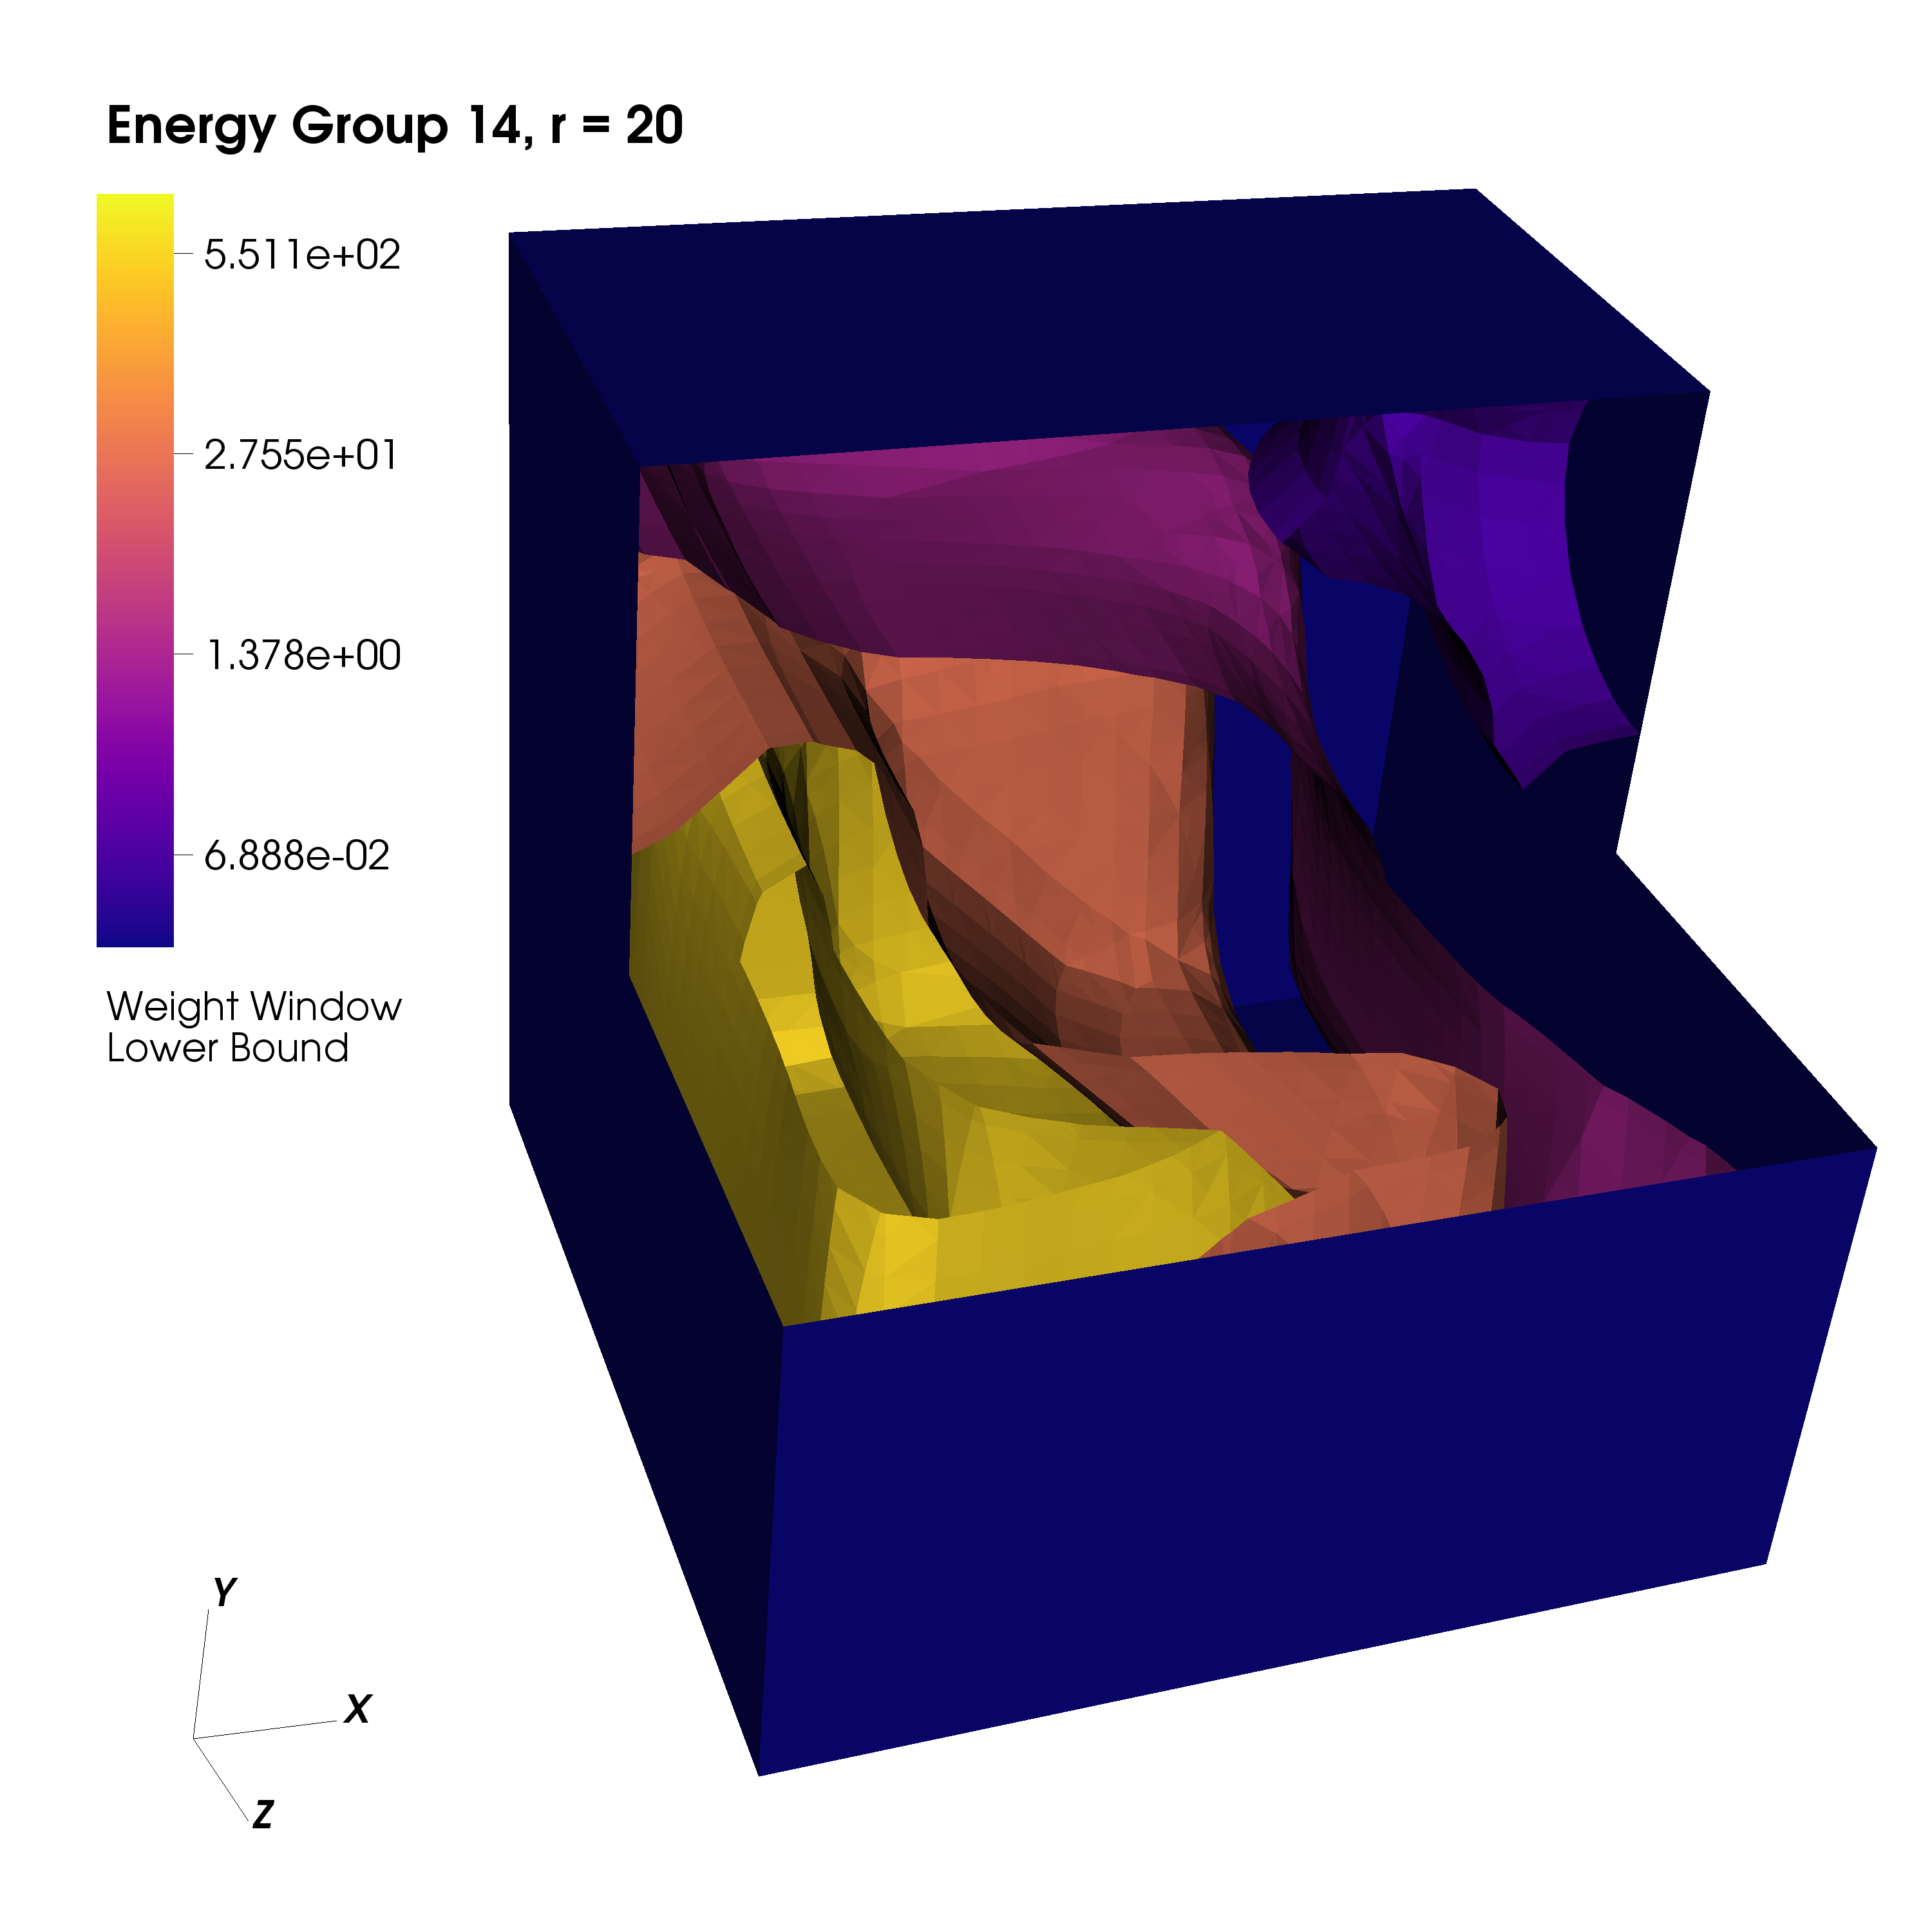 Energy Group 14, r = 20
5.511e+02
2.755e+01
1.378e+00
6.888e-02
Weight Window
Lower Bound
Y
X
Z